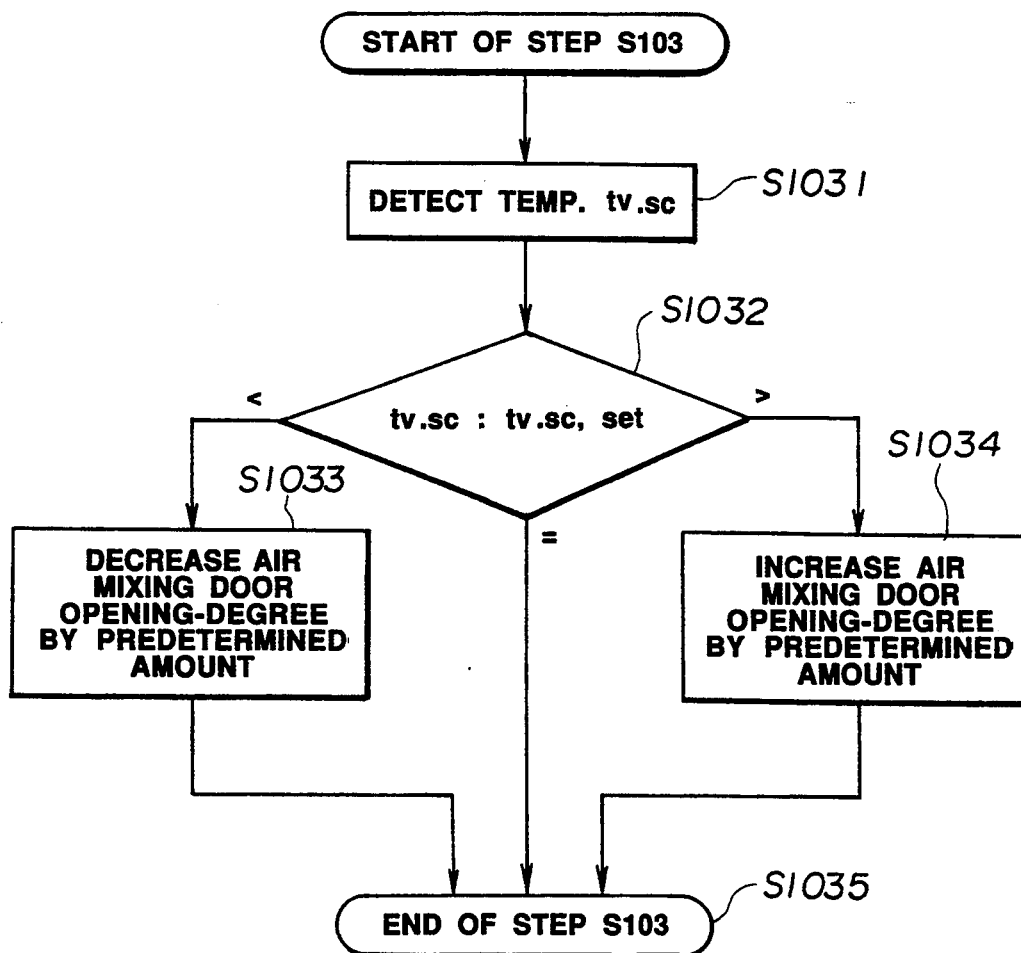 START OF STEP S103
DETECT TEMP. tv.sc
S1031
S1032
<
tv.sc : tv.sc, set
>
=
S1033
DECREASE AIR
MIXING DOOR
OPENING-DEGREE
BY PREDETERMINED
AMOUNT
S1034
INCREASE AIR
MIXING DOOR
OPENING-DEGREE
BY PREDETERMINED
AMOUNT
END OF STEP S103
S1035